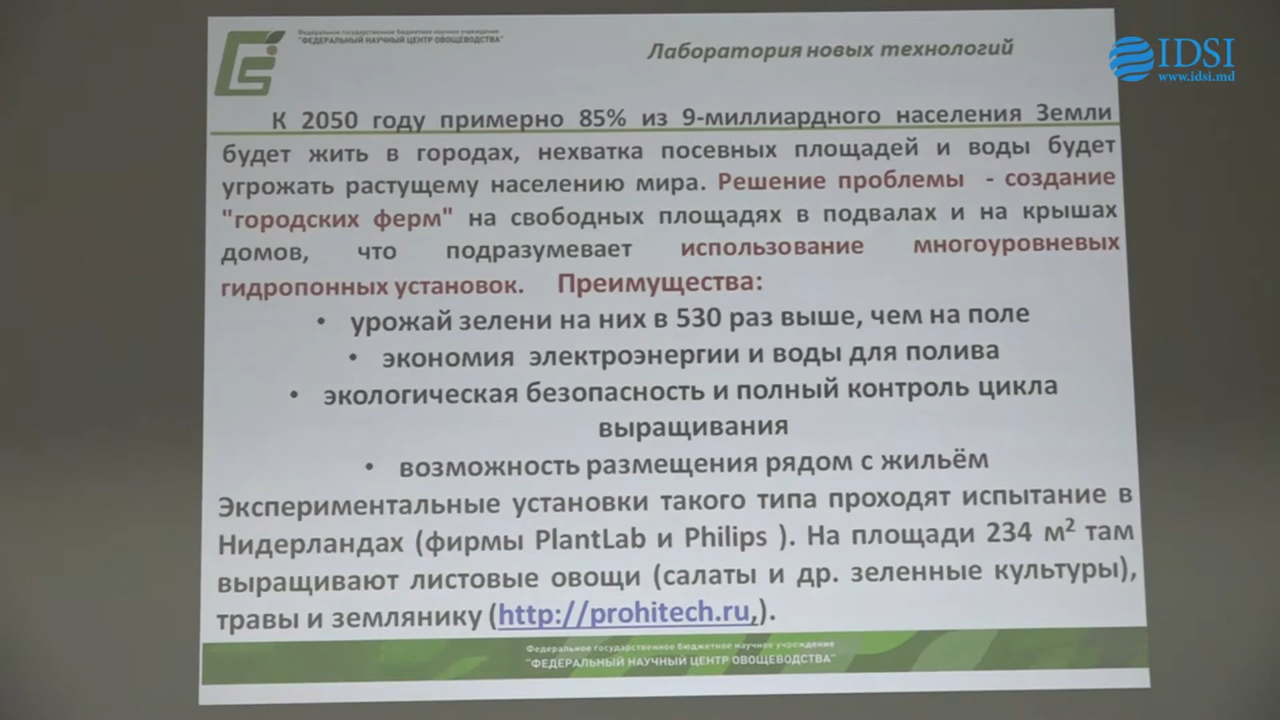 Федеральное государственное бюджетное научное учреждение
"ФЕДЕРАЛЬНЫЙ НАУЧНЫЙ ЦЕНТР ОВОЩЕВОДСТВА"
Лаборатория новых технологий
IDSI
www.idsi.md
К 2050 году примерно 85% из 9-миллиардного населения Земли
будет жить в городах, нехватка посевных площадей и воды будет
угрожать растущему населению мира. Решение проблемы - создание
"городских ферм" на свободных площадях в подвалах и на крышах
домов, что подразумевает использование многоуровневых
гидропонных установок. Преимущества:
• урожай зелени на них в 530 раз выше, чем на поле
• экономия электроэнергии и воды для полива
• экологическая безопасность и полный контроль цикла
выращивания
• возможность размещения рядом с жильём
Экспериментальные установки такого типа проходят испытание в
Нидерландах (фирмы PlantLab и Philips ). На площади 234 м² там
выращивают листовые овощи (салаты и др. зеленные культуры),
травы и землянику (http://prohitech.ru,).
Федеральное государственное бюджетное научное учреждение
"ФЕДЕРАЛЬНЫЙ НАУЧНЫЙ ЦЕНТР ОВОЩЕВОДСТВА"